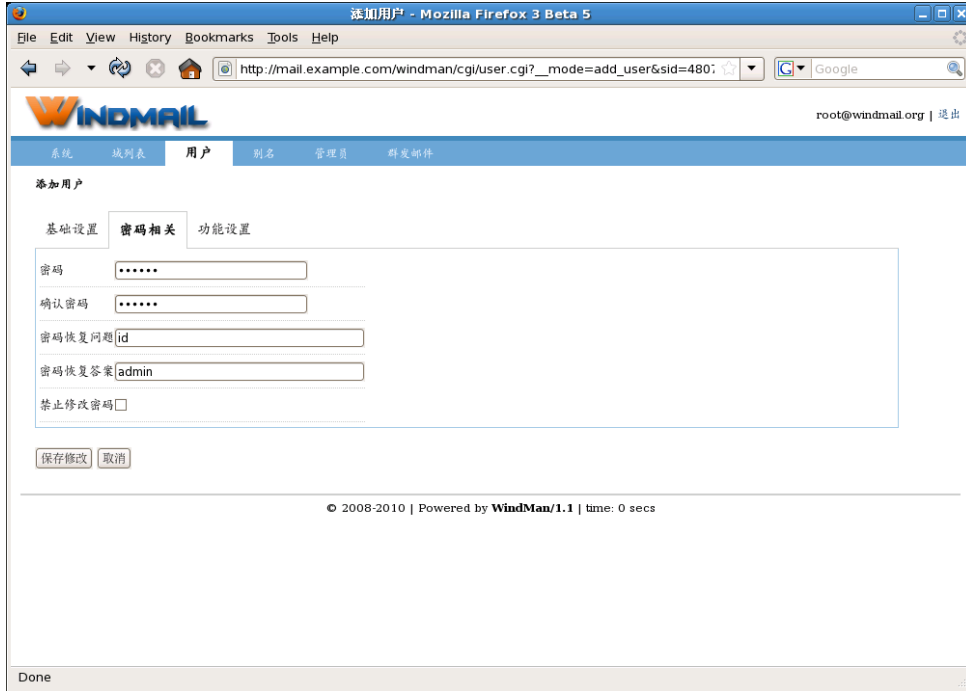 添加用户 - Mozilla Firefox 3 Beta 5
File Edit View History Bookmarks Tools Help
http://mail.example.com/windman/cgi/user.cgi?__mode=add_user&sid=4807
G Google
WINDMAIL
root@windmail.org | 退出
系统 域列表 用户 别名 管理员 群发邮件
添加用户
基础设置 密码相关 功能设置
密码 ••••••
确认密码 ••••••
密码恢复问题 id
密码恢复答案 admin
禁止修改密码
保存修改 取消
© 2008-2010 | Powered by WindMan/1.1 | time: 0 secs
Done